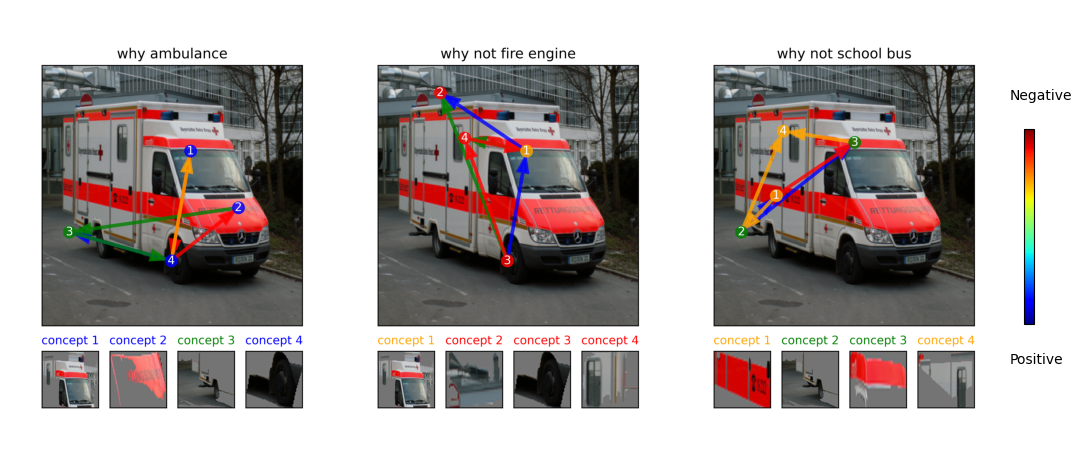 why ambulance
why not fire engine
why not school bus
Negative
1
2
3
4
2
4
1
RETTUNGS
3
4
3
1
2
concept 1 concept 2 concept 3 concept 4
concept 1 concept 2 concept 3 concept 4
concept 1 concept 2 concept 3 concept 4
Positive